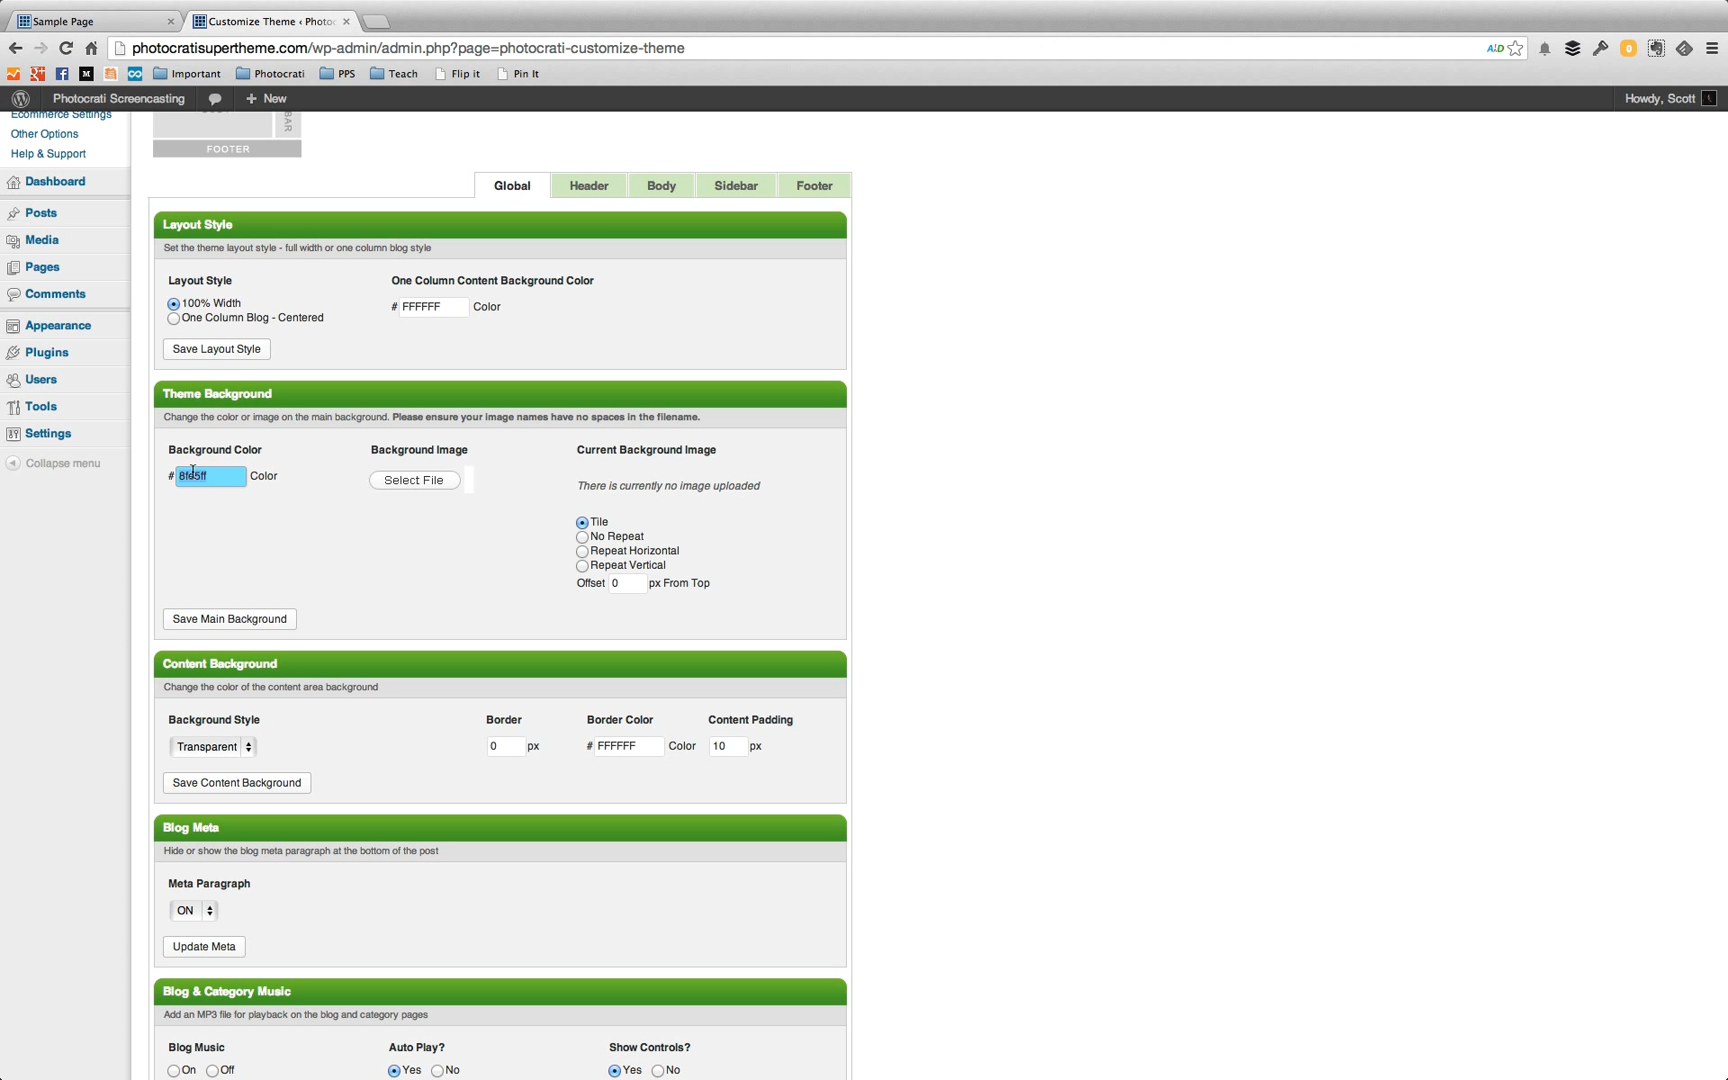 Sample Page
Customize Theme ‹ Photoc
photocratisupertheme.com/wp-admin/admin.php?page=photocrati-customize-theme
Important Photocrati PPS Teach Flip it Pin It
Photocrati Screencasting + New Howdy, Scott
Ecommerce Settings
Other Options
Help & Support
Dashboard
Posts
Media
Pages
Comments
Appearance
Plugins
Users
Tools
Settings
Collapse menu
BAR
FOOTER
Global Header Body Sidebar Footer
Layout Style
Set the theme layout style - full width or one column blog style
Layout Style One Column Content Background Color
100% Width
One Column Blog - Centered
# FFFFFF Color
Save Layout Style
Theme Background
Change the color or image on the main background. Please ensure your image names have no spaces in the filename.
Background Color Background Image Current Background Image
# Color Select File
There is currently no image uploaded
Tile
No Repeat
Repeat Horizontal
Repeat Vertical
Offset 0 px From Top
Save Main Background
Content Background
Change the color of the content area background
Background Style Border Border Color Content Padding
Transparent 0 px # FFFFFF Color 10 px
Save Content Background
Blog Meta
Hide or show the blog meta paragraph at the bottom of the post
Meta Paragraph
ON
Update Meta
Blog & Category Music
Add an MP3 file for playback on the blog and category pages
Blog Music Auto Play? Show Controls?
On Off Yes No Yes No